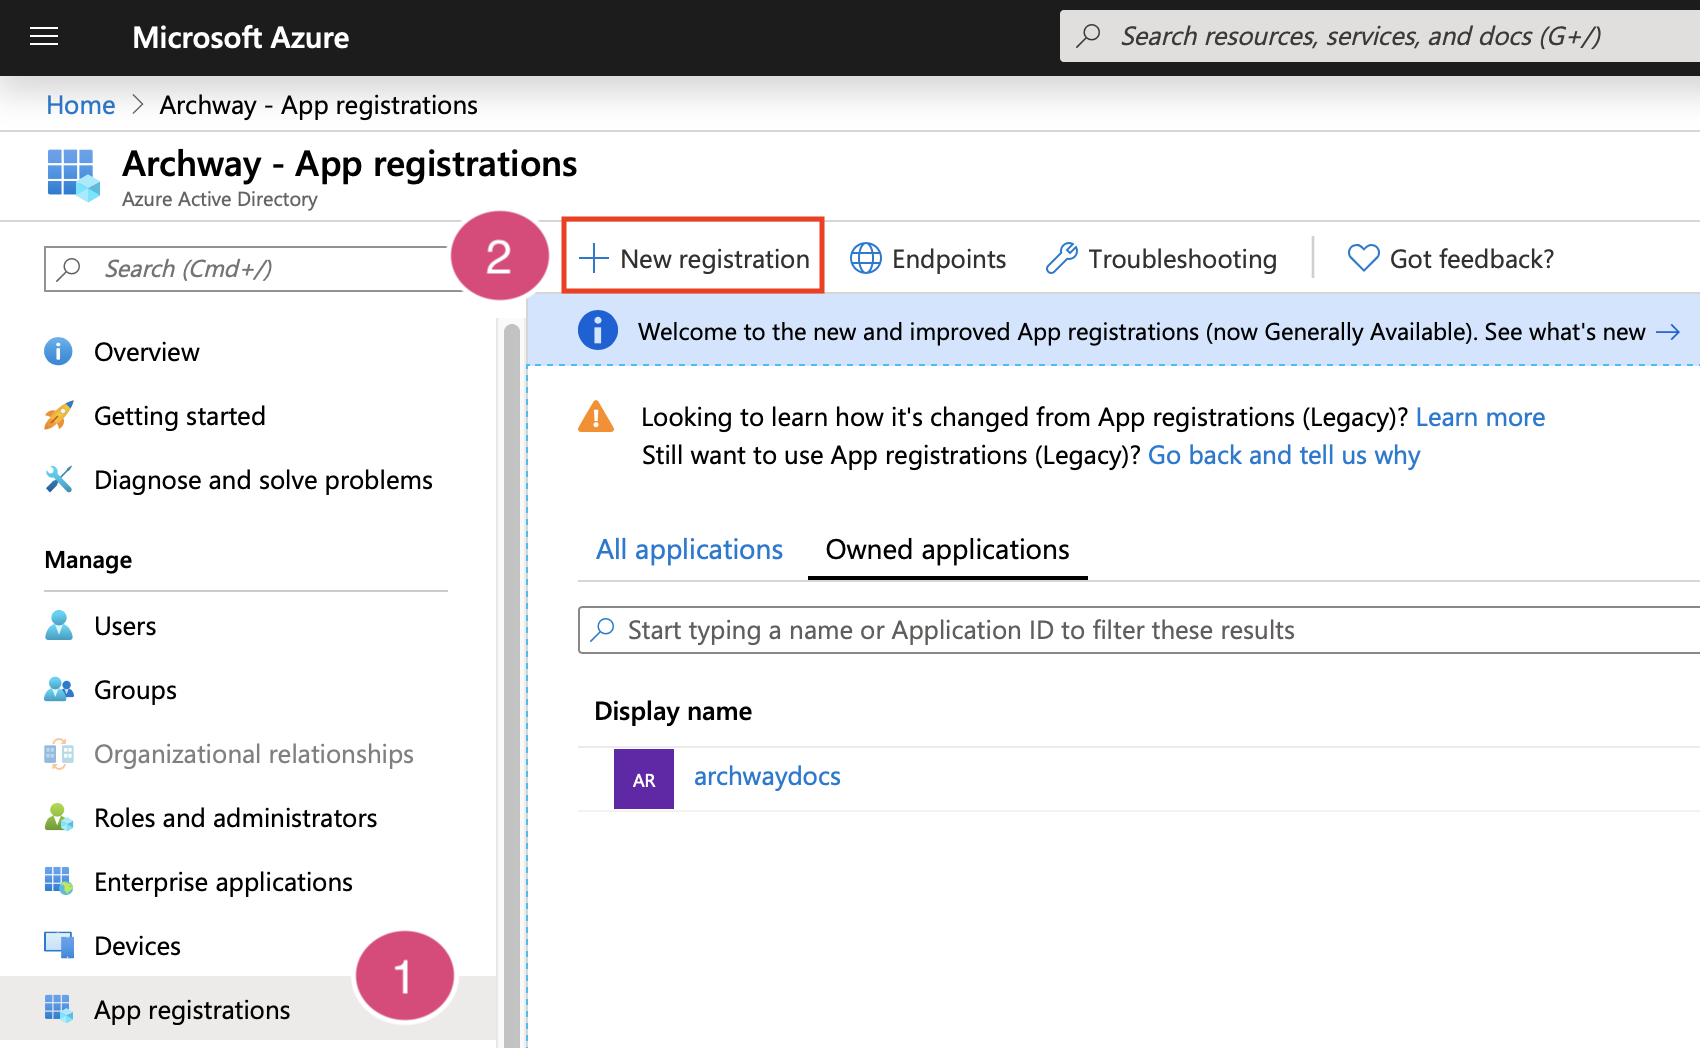 Microsoft Azure
Search resources, services, and docs (G+/)
Home > Archway - App registrations
Archway - App registrations
Azure Active Directory
Search (Cmd+/)
2
New registration
Endpoints
Troubleshooting
Got feedback?
Overview
Getting started
Diagnose and solve problems
Manage
Users
Groups
Organizational relationships
Roles and administrators
Enterprise applications
Devices
App registrations
1
Welcome to the new and improved App registrations (now Generally Available). See what's new →
Looking to learn how it's changed from App registrations (Legacy)? Learn more
Still want to use App registrations (Legacy)? Go back and tell us why
All applications
Owned applications
Start typing a name or Application ID to filter these results
Display name
AR
archwaydocs